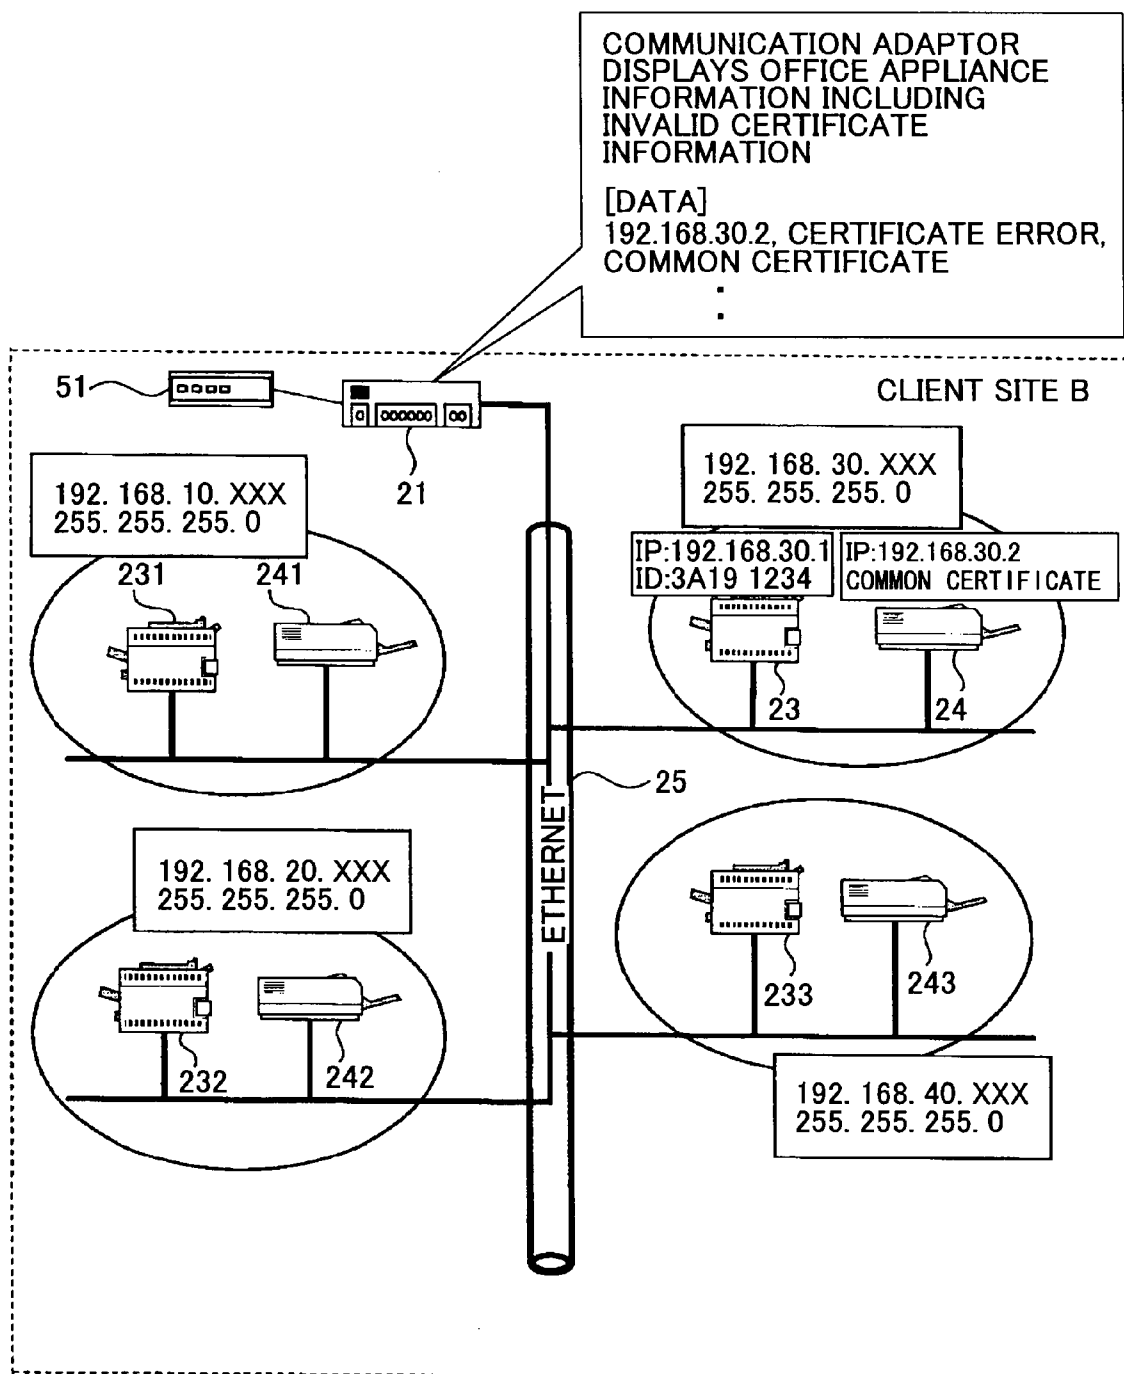 COMMUNICATION ADAPTOR
DISPLAYS OFFICE APPLIANCE
INFORMATION INCLUDING
INVALID CERTIFICATE
INFORMATION
[DATA]
192.168.30.2, CERTIFICATE ERROR,
COMMON CERTIFICATE
:
51
21
CLIENT SITE B
192. 168. 10. XXX
255. 255. 255. 0
231
241
192. 168. 30. XXX
255. 255. 255. 0
IP:192.168.30.1
ID:3A19 1234
IP:192.168.30.2
COMMON CERTIFICATE
23
24
25
ETHERNET
192. 168. 20. XXX
255. 255. 255. 0
232
242
233
243
192. 168. 40. XXX
255. 255. 255. 0